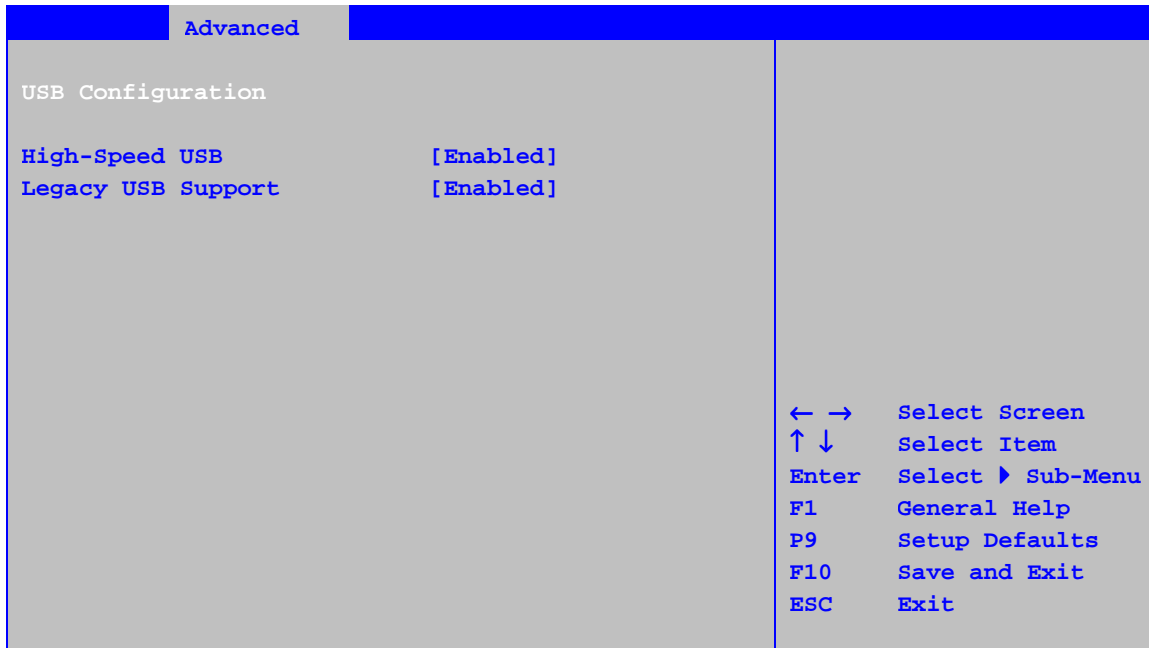 Advanced
USB Configuration
High-Speed USB [Enabled]
Legacy USB Support [Enabled]
← → Select Screen
↑ ↓ Select Item
Enter Select ▶ Sub-Menu
F1 General Help
P9 Setup Defaults
F10 Save and Exit
ESC Exit